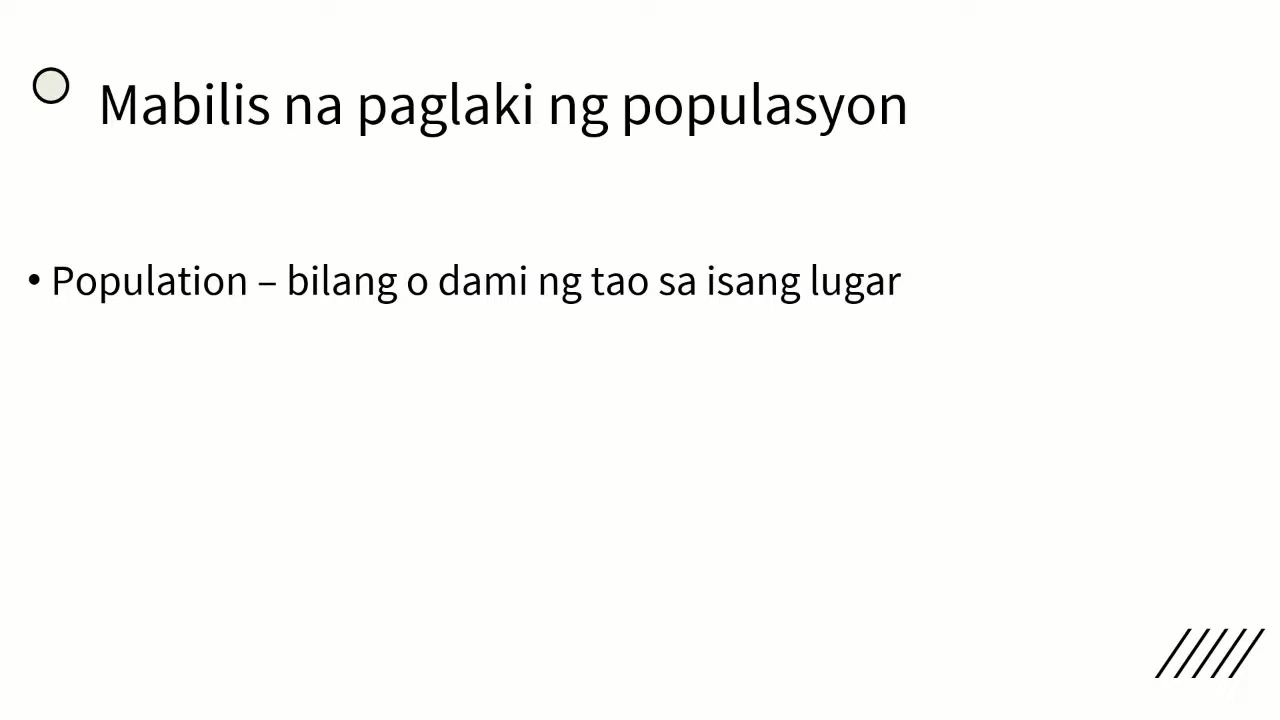 Mabilis na paglaki ng populasyon
• Population – bilang o dami ng tao sa isang lugar